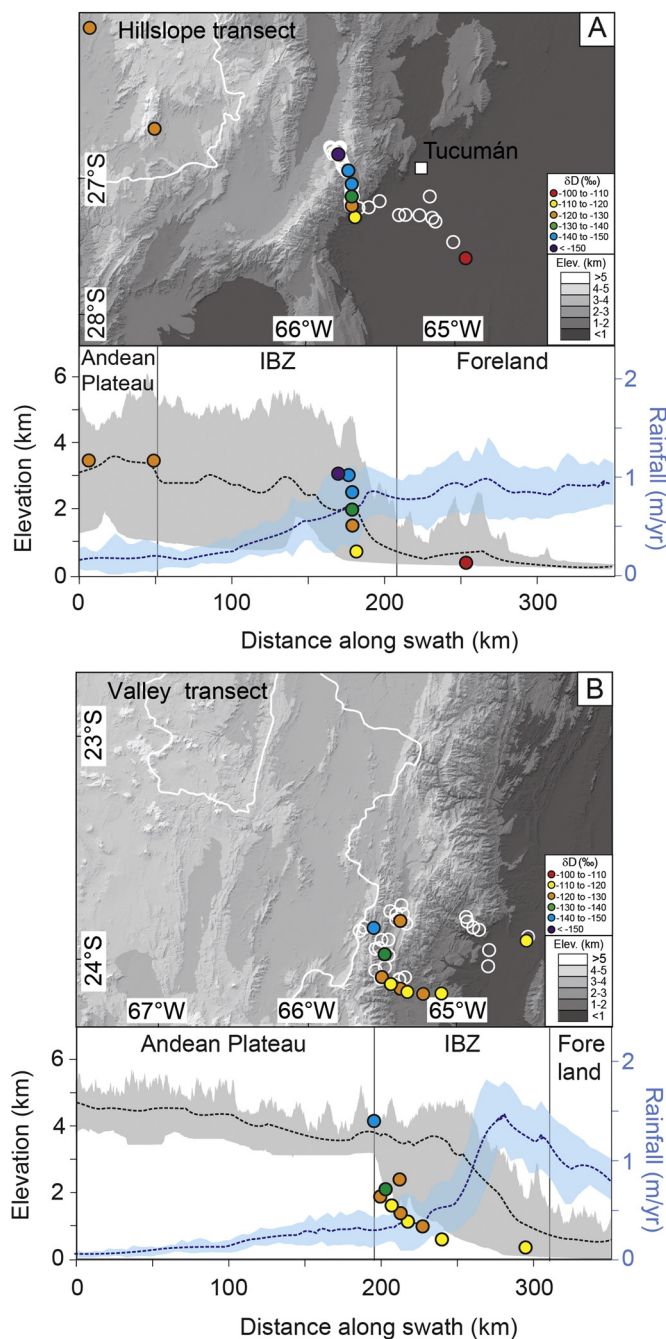 Hillslope transect
A
Tucumán
27°S
28°S
66°W
65°W
δD (‰)
-100 to -110
-110 to -120
-120 to -130
-130 to -140
-140 to -150
< -150
Elev. (km)
>5
4-5
3-4
2-3
1-2
<1
Andean
Plateau
IBZ
Foreland
Elevation (km)
6
4
2
0
Rainfall (m/yr)
2
1
0
0
100
200
300
Distance along swath (km)
Valley transect
B
23°S
24°S
67°W
66°W
65°W
δD (‰)
-100 to -110
-110 to -120
-120 to -130
-130 to -140
-140 to -150
< -150
Elev. (km)
>5
4-5
3-4
2-3
1-2
<1
Andean Plateau
IBZ
Fore
land
Elevation (km)
6
4
2
0
Rainfall (m/yr)
2
1
0
0
50
100
150
200
250
300
Distance along swath (km)